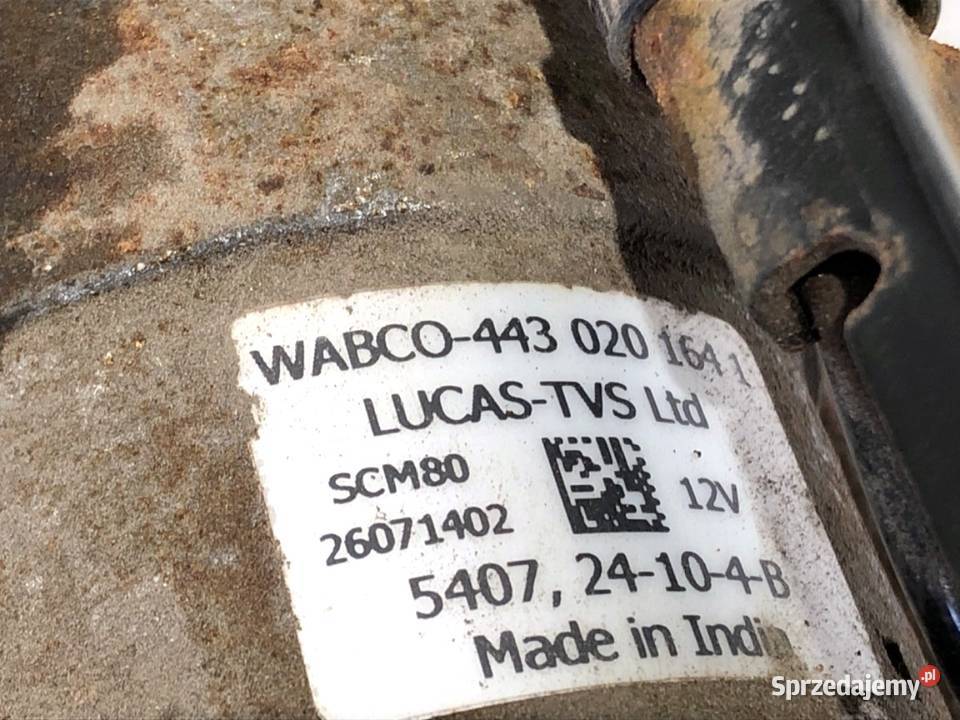 WABCO-443 020 164 1
LUCAS-TVS Ltd
SCM80
12V
26071402
5407, 24-10-4-B
Made in India
Sprzedajemy.pl